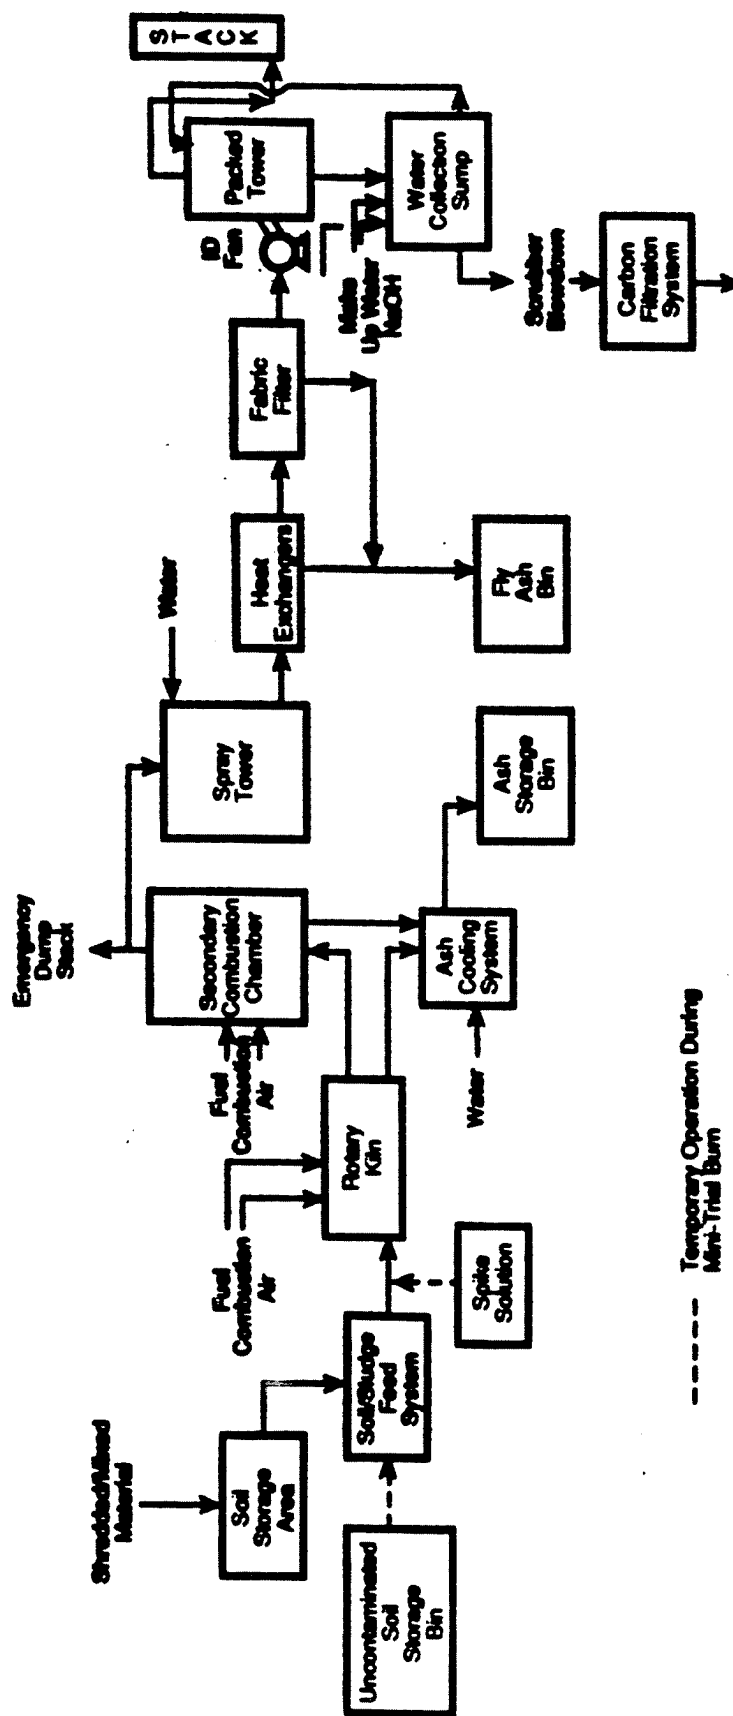 Shredded/Mixed
Material
Soil
Storage
Area
Uncontaminated
Soil
Storage
Bin
Soil/Sludge
Feed
System
Spike
Solution
Fuel
Combustion
Air
Rotary
Kiln
Fuel
Combustion
Air
Emergency
Dump
Stack
Secondary
Combustion
Chamber
Water
Ash
Cooling
System
Ash
Storage
Bin
Spray
Tower
Water
Heat
Exchangers
Fly
Ash
Bin
Fabric
Filter
ID
Fan
Packed
Tower
STACK
Make
Up Water
NaOH
Water
Collection
Sump
Scrubber
Blowdown
Carbon
Filtration
System
Temporary Operation During
Mini-Trial Burn